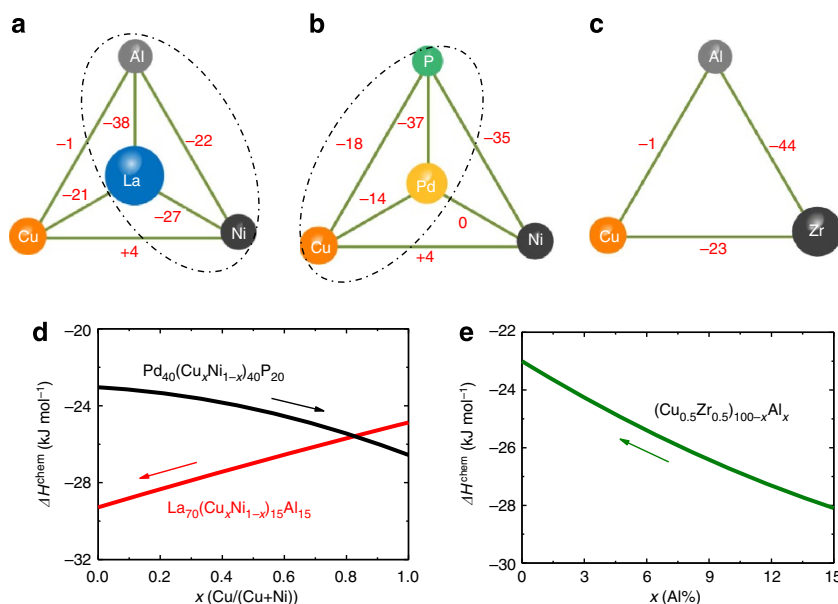 a
Al
−1
−38
−22
La
−21
−27
Cu
Ni
+4
b
P
−18
−37
−35
Pd
−14
0
Cu
Ni
+4
c
Al
−1
−44
Cu
Zr
−23
d
−20
−24
−28
−32
ΔHᶜʰᵉᵐ (kJ mol⁻¹)
Pd₄₀(CuₓNi₁₋ₓ)₄₀P₂₀
La₇₀(CuₓNi₁₋ₓ)₁₅Al₁₅
0.0 0.2 0.4 0.6 0.8 1.0
x (Cu/(Cu+Ni))
e
−22
−24
−26
−28
−30
ΔHᶜʰᵉᵐ (kJ mol⁻¹)
(Cu₀.₅Zr₀.₅)₁₀₀₋ₓAlₓ
0 3 6 9 12 15
x (Al%)